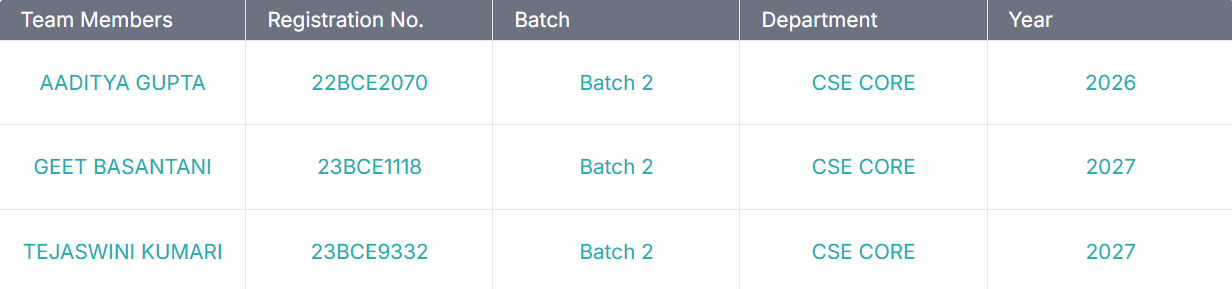 Team Members Registration No. Batch Department Year
AADITYA GUPTA 22BCE2070 Batch 2 CSE CORE 2026
GEET BASANTANI 23BCE1118 Batch 2 CSE CORE 2027
TEJASWINI KUMARI 23BCE9332 Batch 2 CSE CORE 2027